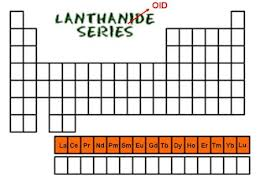 OID
LANTHANIDE
SERIES
La Ce Pr Nd Pm Sm Eu Gd Tb Dy Ho Er Tm Yb Lu